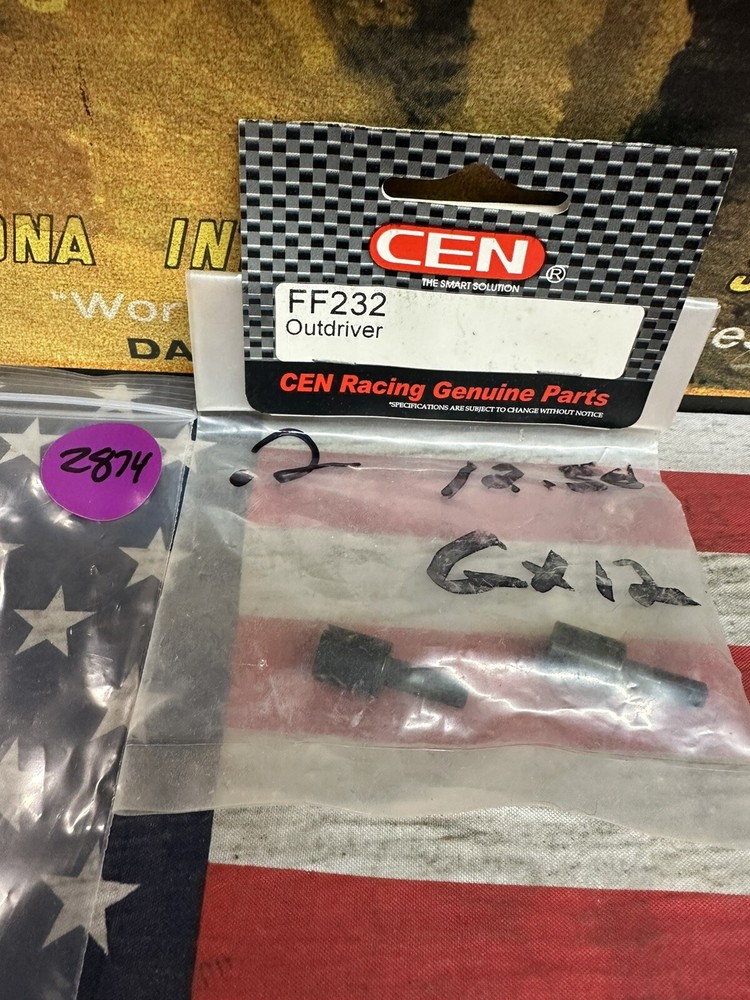 ONA IN
"Wor
DA
CEN®
THE SMART SOLUTION
FF232
Outdriver
CEN Racing Genuine Parts
*SPECIFICATIONS ARE SUBJECT TO CHANGE WITHOUT NOTICE
2874
.2
Gx12